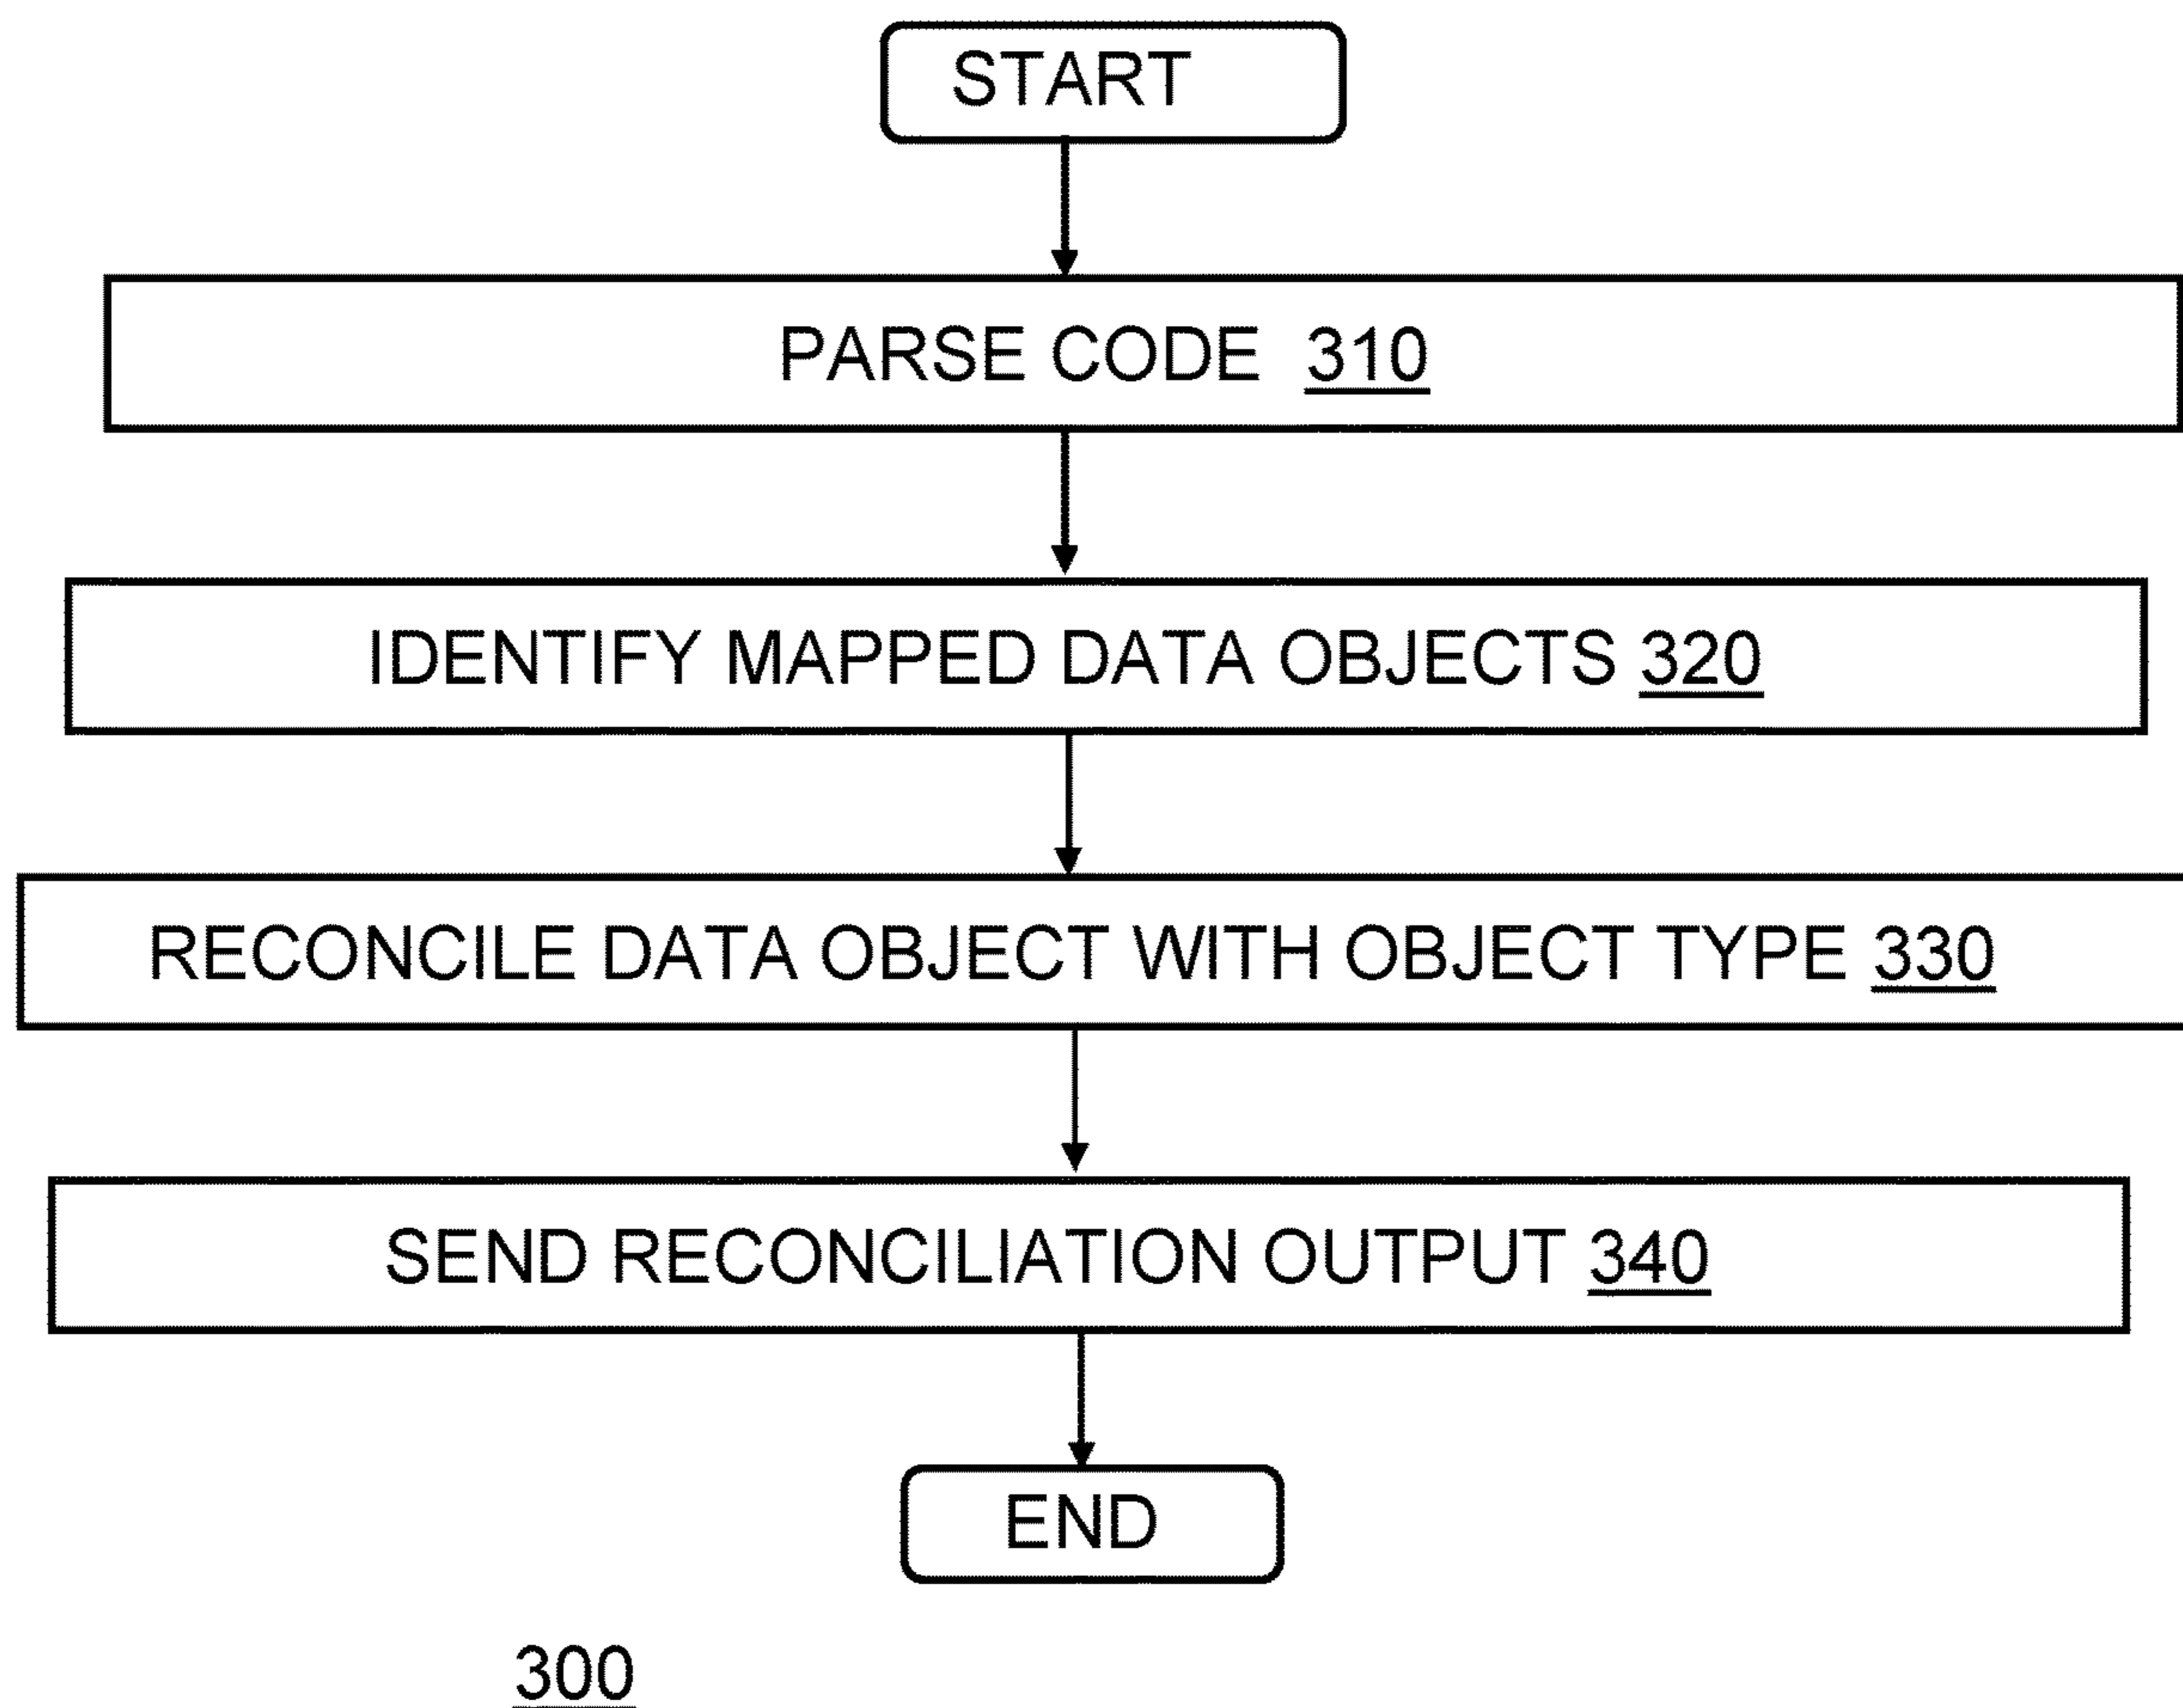 START
PARSE CODE 310
IDENTIFY MAPPED DATA OBJECTS 320
RECONCILE DATA OBJECT WITH OBJECT TYPE 330
SEND RECONCILIATION OUTPUT 340
END
300